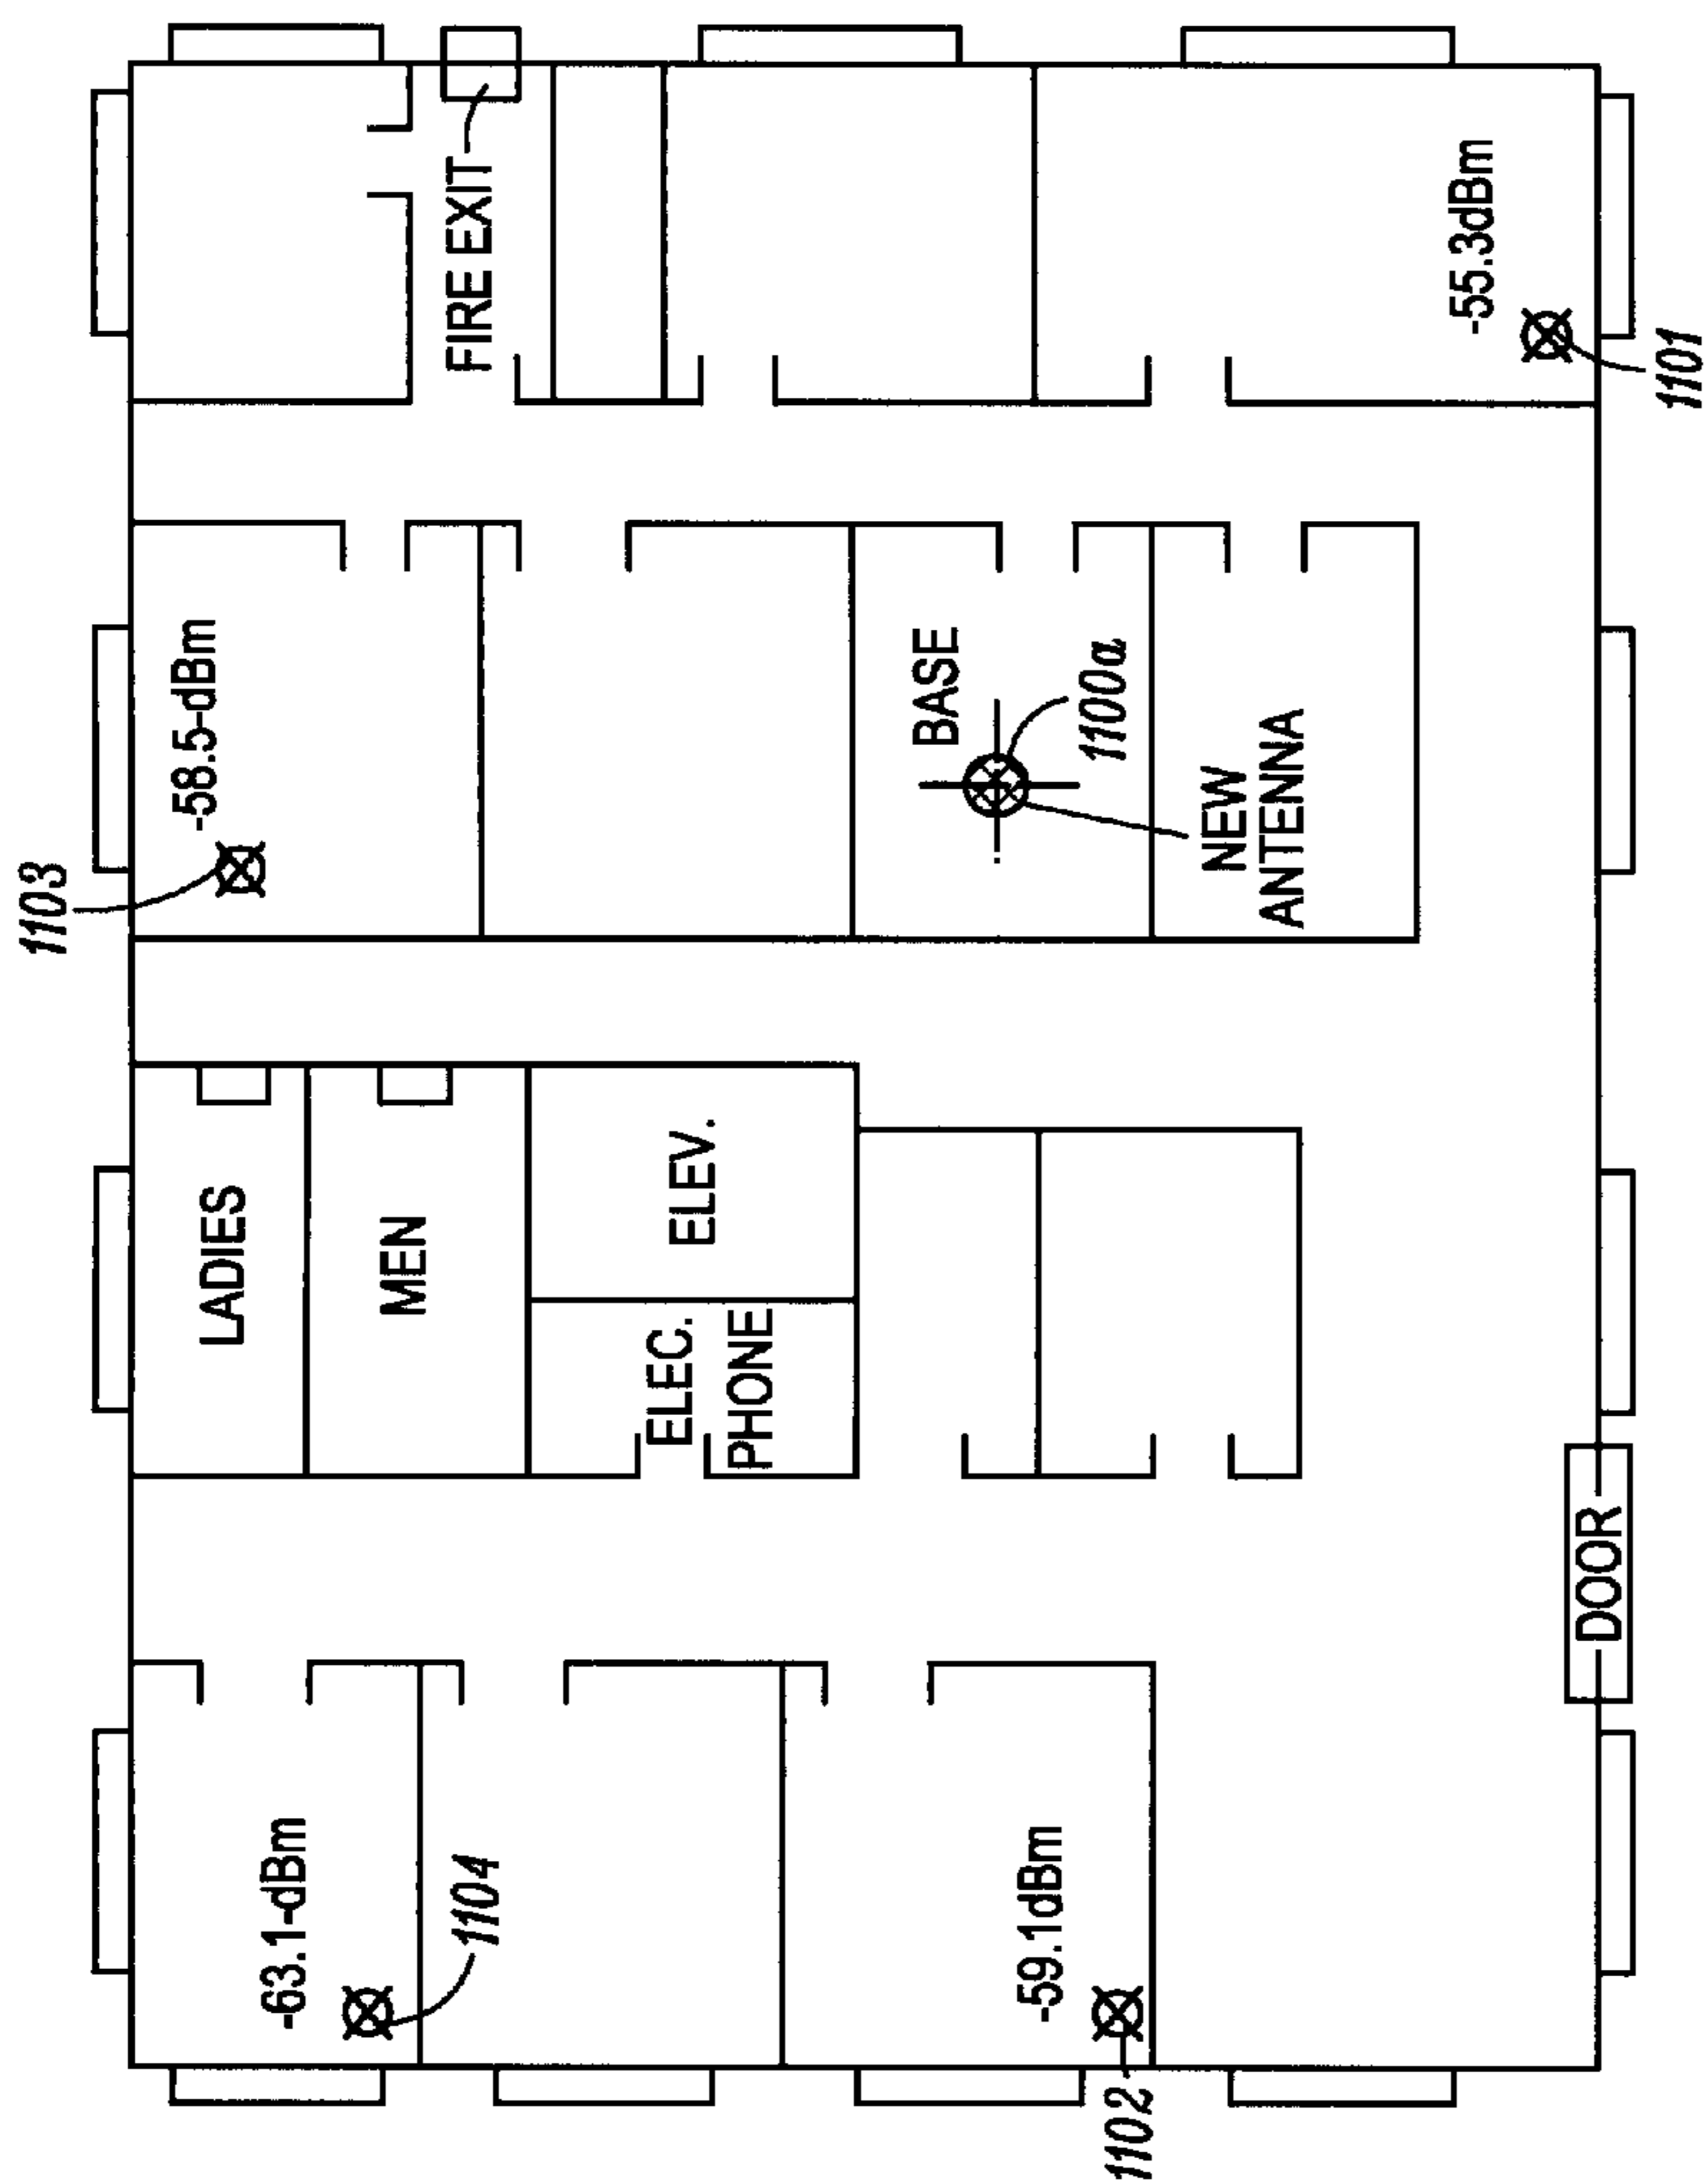 1104
-63.1-dBm
LADIES
1103
-58.5-dBm
MEN
FIRE EXIT
ELEC.
PHONE
ELEV.
BASE
1102
-59.1dBm
1100a
NEW
ANTENNA
-55.3dBm
DOOR
1101